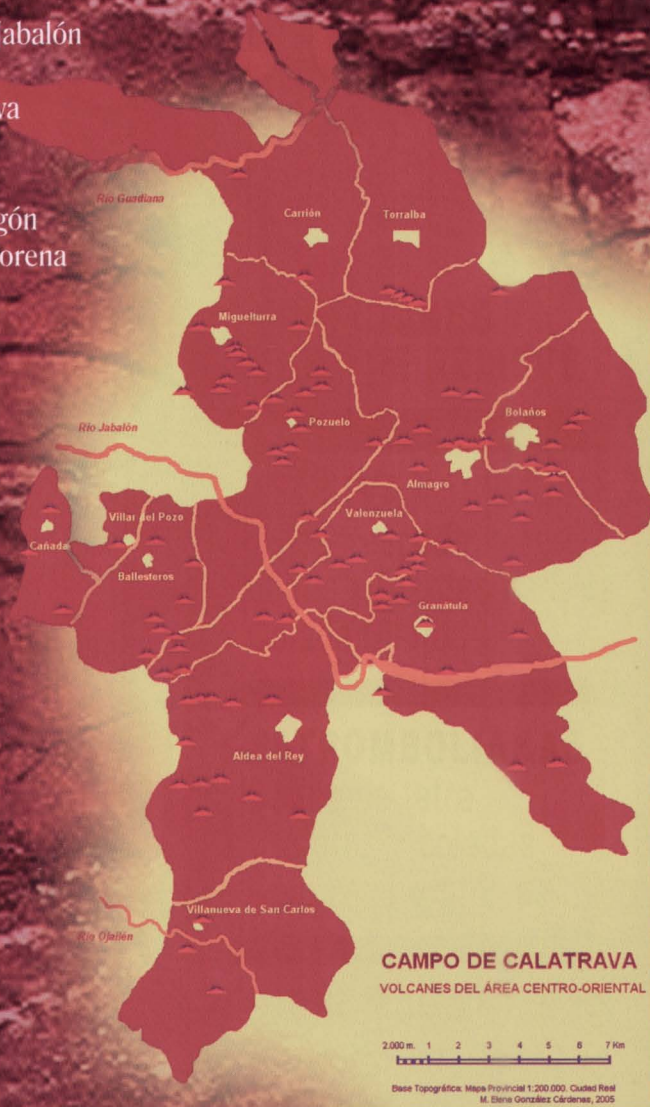 abalón
va
gón
orena
Río Guadiana
Carrión
Torralba
Miguelturra
Río Jabalón
Pozuelo
Bolaños
Almagro
Villar del Pozo
Valenzuela
Cañada
Ballesteros
Granátula
Aldea del Rey
Villanueva de San Carlos
Río Ojailén
CAMPO DE CALATRAVA
VOLCANES DEL ÁREA CENTRO-ORIENTAL
2.000 m. 1 2 3 4 5 6 7 Km
Base Topográfica: Mapa Provincial 1:200.000. Ciudad Real
M. Elena González Cárdenas, 2005